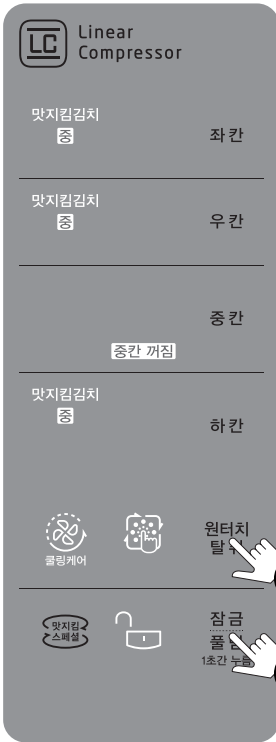 LC
Linear
Compressor
맛지킴김치
중
좌칸
맛지킴김치
중
우칸
중칸
중칸 꺼짐
맛지킴김치
중
하칸
쿨링케어
원터치
맛지킴
스페셜
잠금
1초간 누름